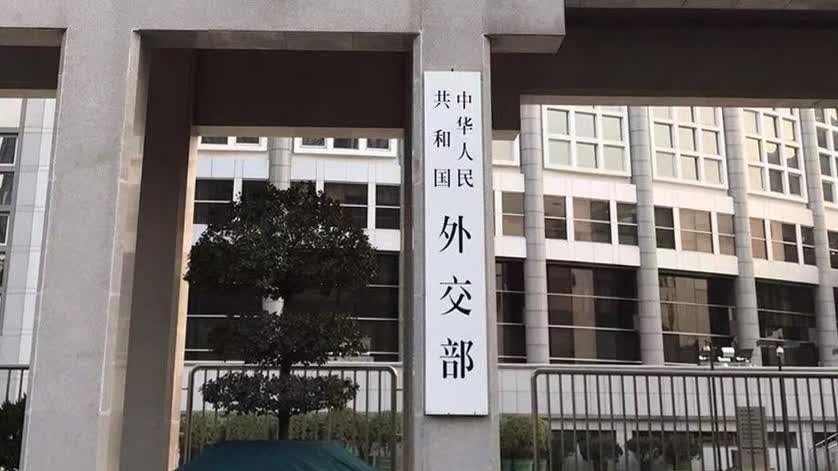 中华人民
共和国
外交部